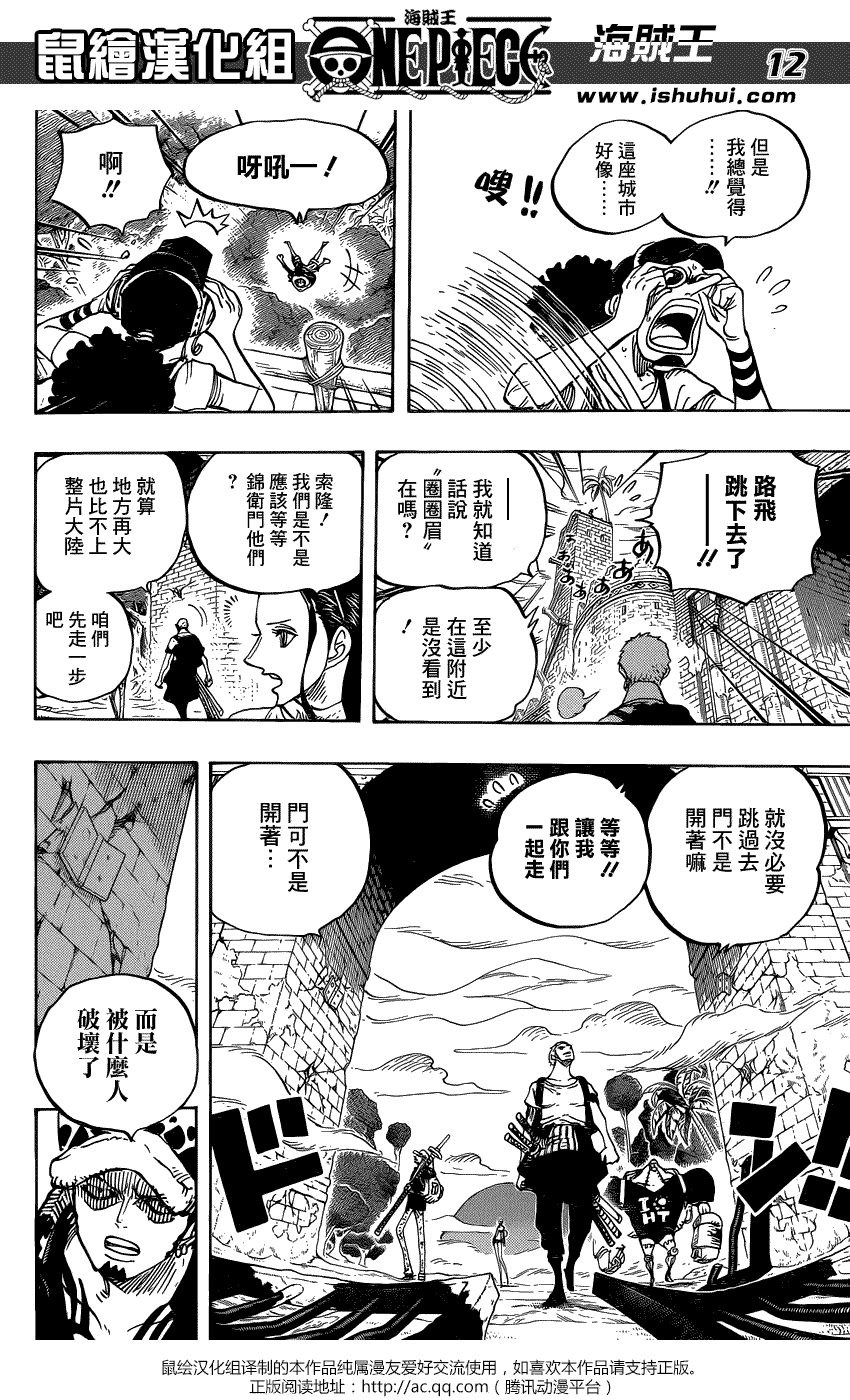 鼠繪漢化組
海賊王
ONE PIECE
海賊王
www.ishuhui.com
12
但是
我總覺得
……!!
這座城市
好像……
嗖!!
呀吼—!
啊
!!
路飛
跳下去了
——!!
ああぁぁああ
——
我就知道
話說
“圈圈眉”
在嗎?
至少
在這附近
是沒看到
!
索隆!
我們是不是
應該等等
錦衛門他們
?
就算
地方再大
也比不上
整片大陸
咱們
先走一步
吧
就沒必要
跳過去
門不是
開著嘛
等等!!
讓我
跟你們
一起走
門可不是
開著…
ドン!!
而是
被什麼人
破壞了
鼠绘汉化组译制的本作品纯属漫友爱好交流使用，如喜欢本作品请支持正版。
正版阅读地址：http://ac.qq.com（腾讯动漫平台）